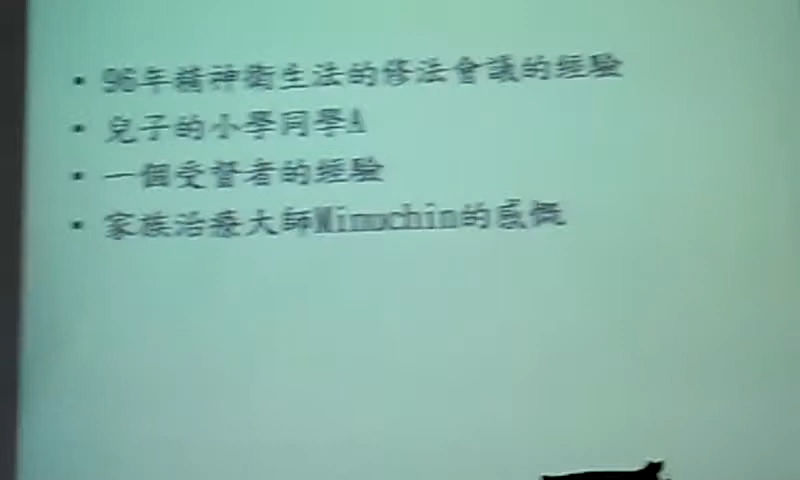 • 96年精神衛生法的修法會議的經驗
• 兒子的小學同學A
• 一個受督者的經驗
• 家族治療大師Minuchin的感慨